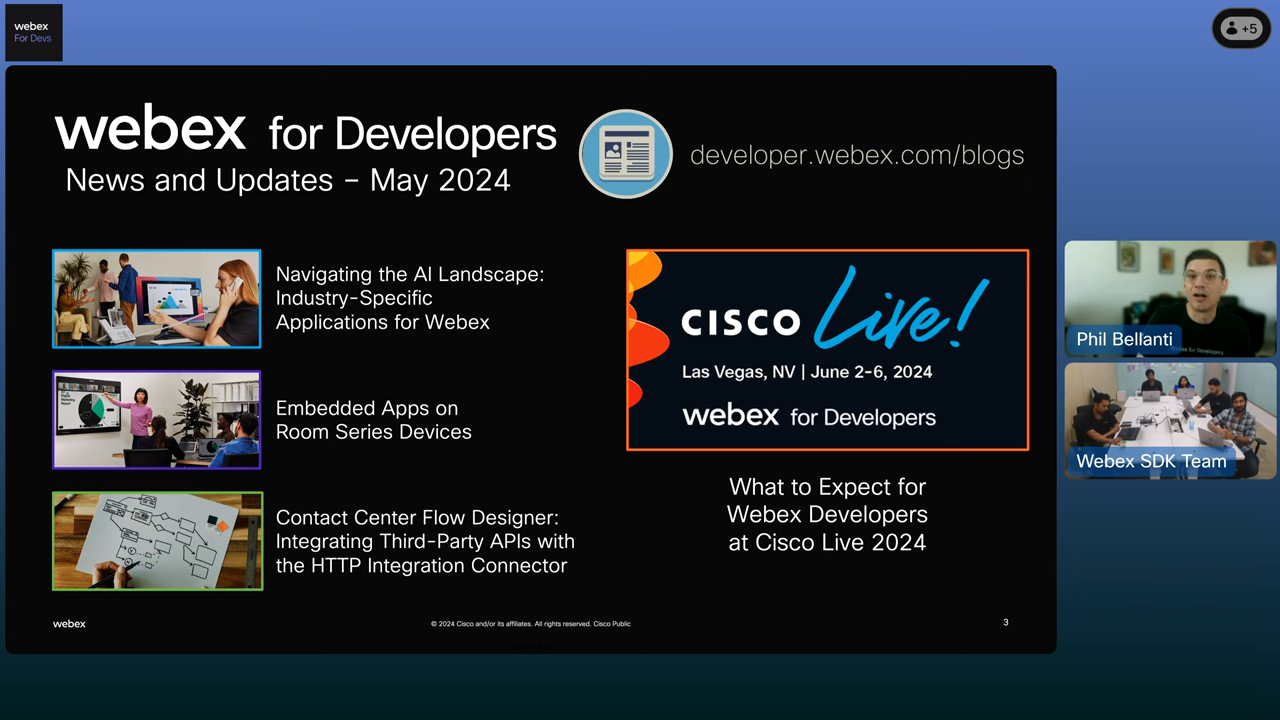 webex
For Devs
+5
webex for Developers
News and Updates – May 2024
developer.webex.com/blogs
Navigating the AI Landscape:
Industry-Specific
Applications for Webex
Embedded Apps on
Room Series Devices
Contact Center Flow Designer:
Integrating Third-Party APIs with
the HTTP Integration Connector
CISCO Live!
Las Vegas, NV | June 2-6, 2024
webex for Developers
What to Expect for
Webex Developers
at Cisco Live 2024
webex
© 2024 Cisco and/or its affiliates. All rights reserved. Cisco Public
3
Phil Bellanti
Webex SDK Team